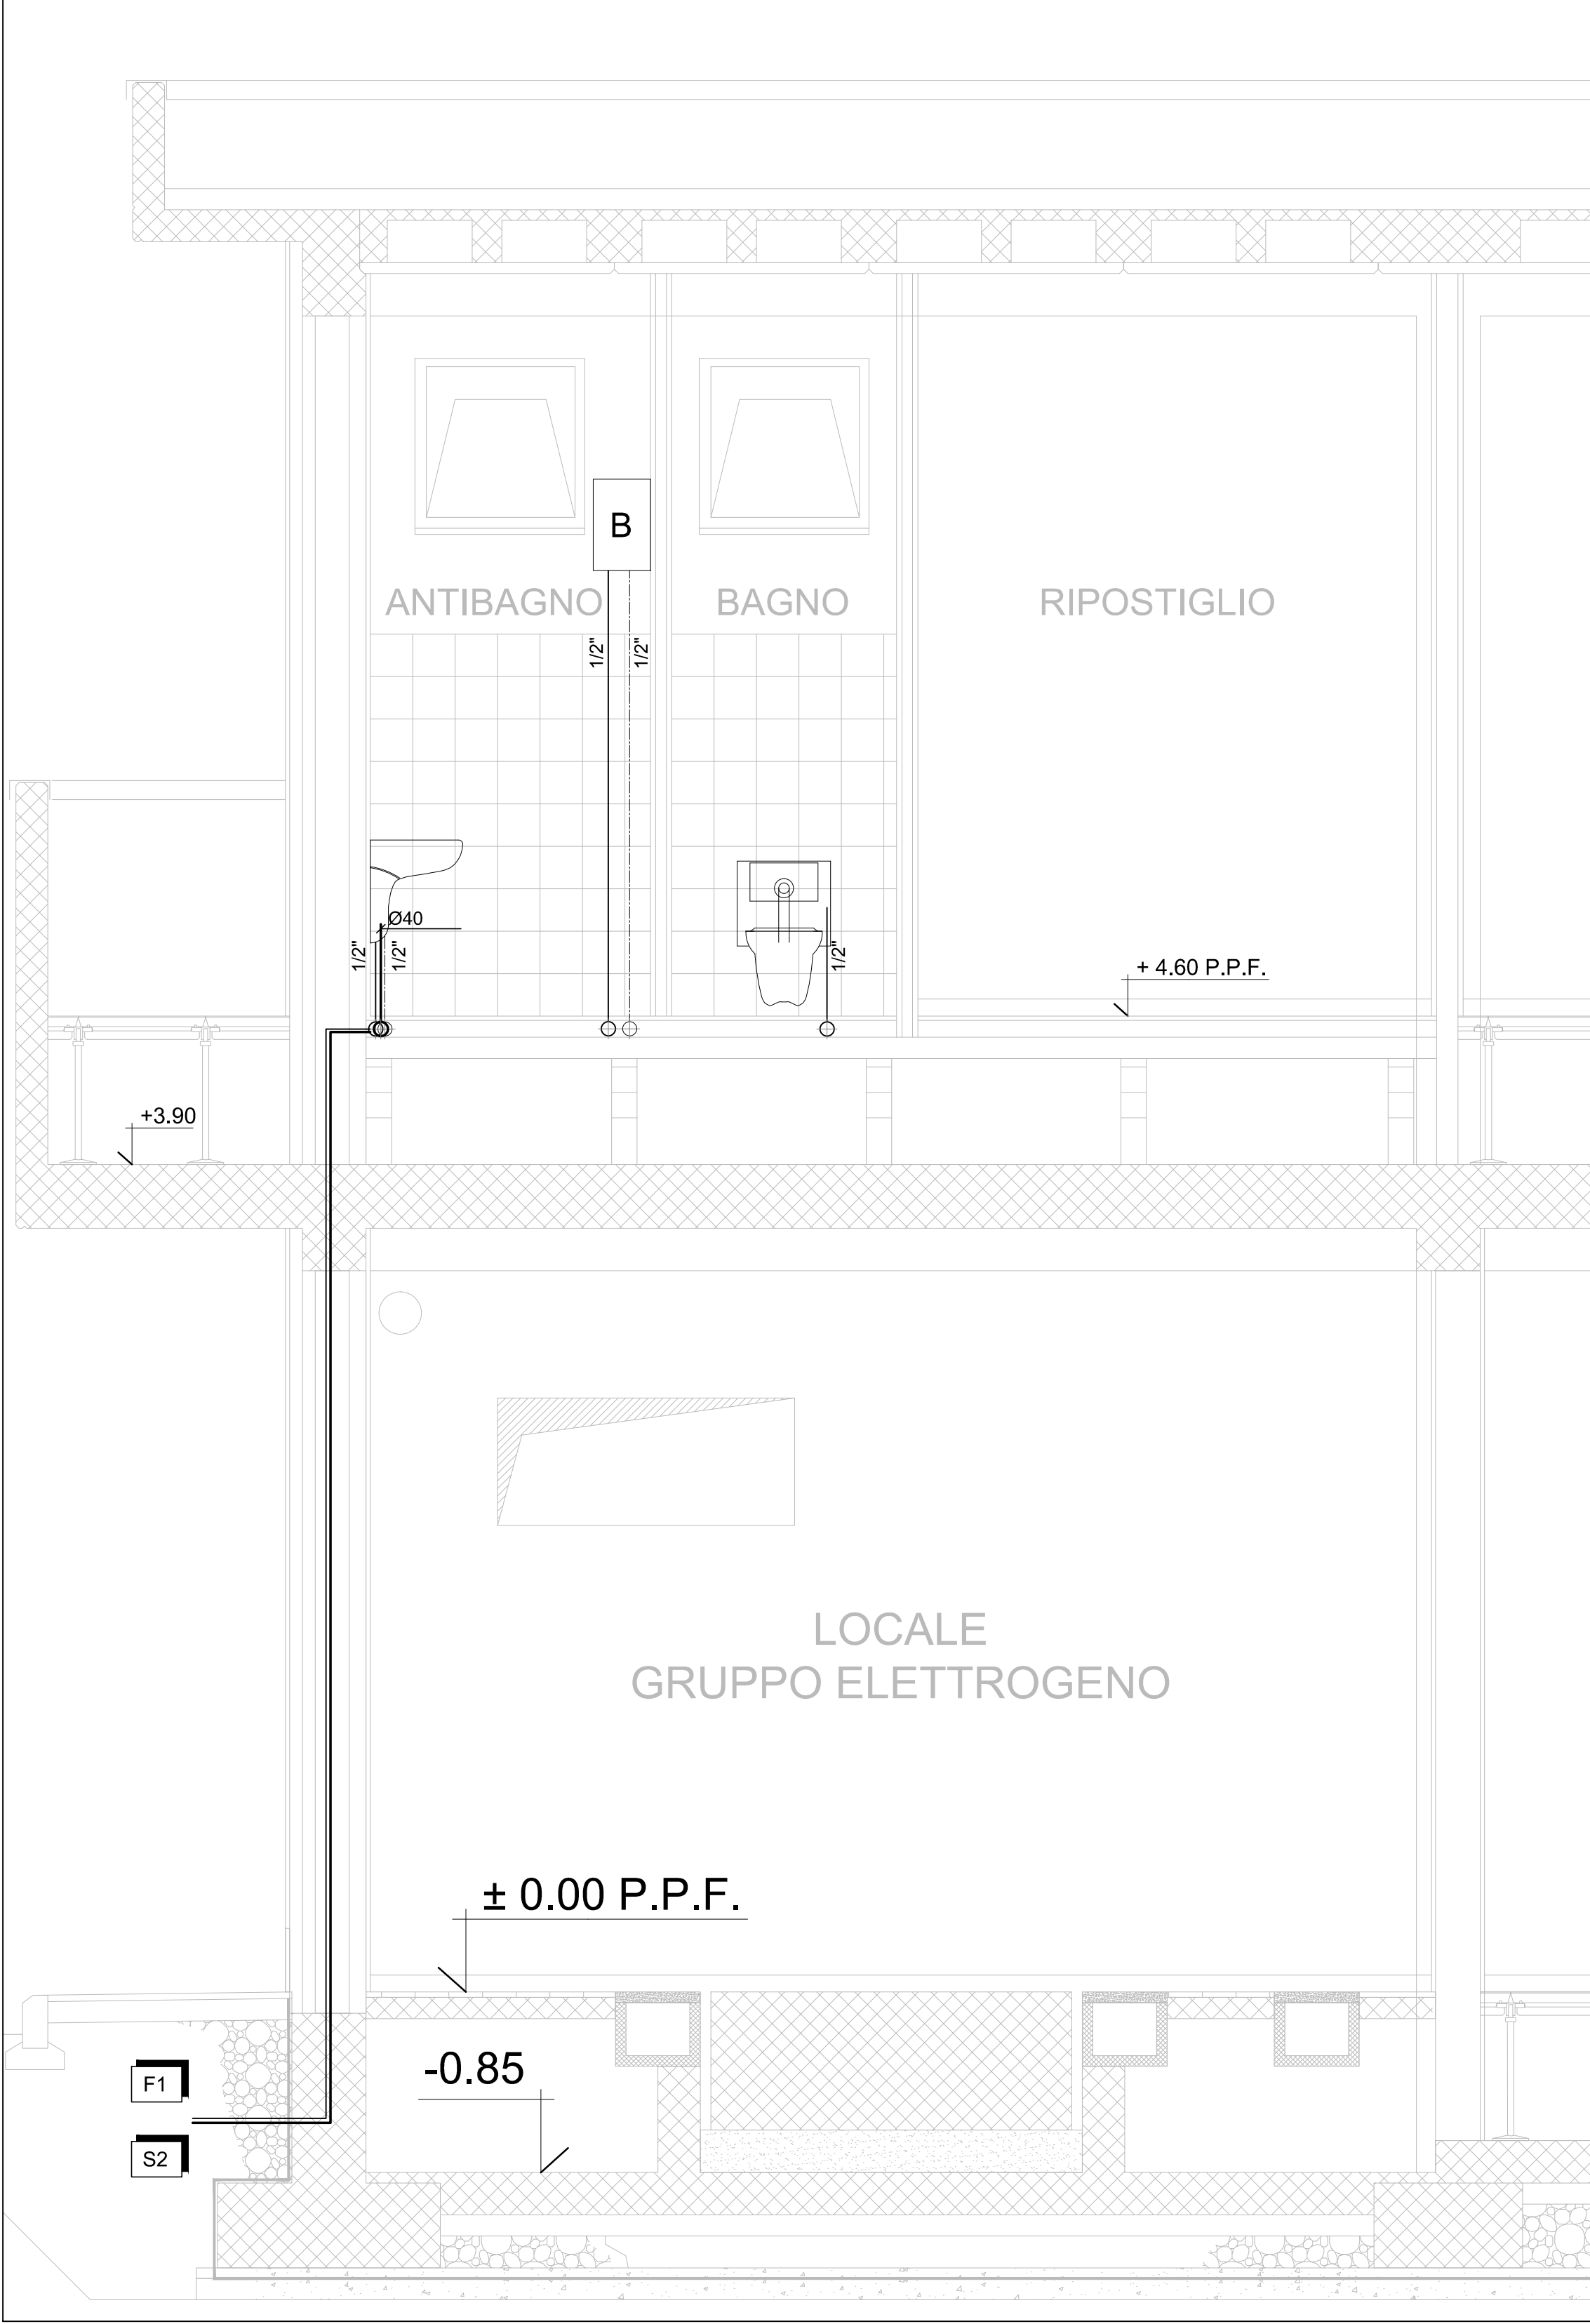 B
ANTIBAGNO
BAGNO
RIPOSTIGLIO
1/2"
1/2"
Ø40
1/2"
1/2"
1/2"
+ 4.60 P.P.F.
+3.90
LOCALE
GRUPPO ELETTROGENO
± 0.00 P.P.F.
-0.85
F1
S2